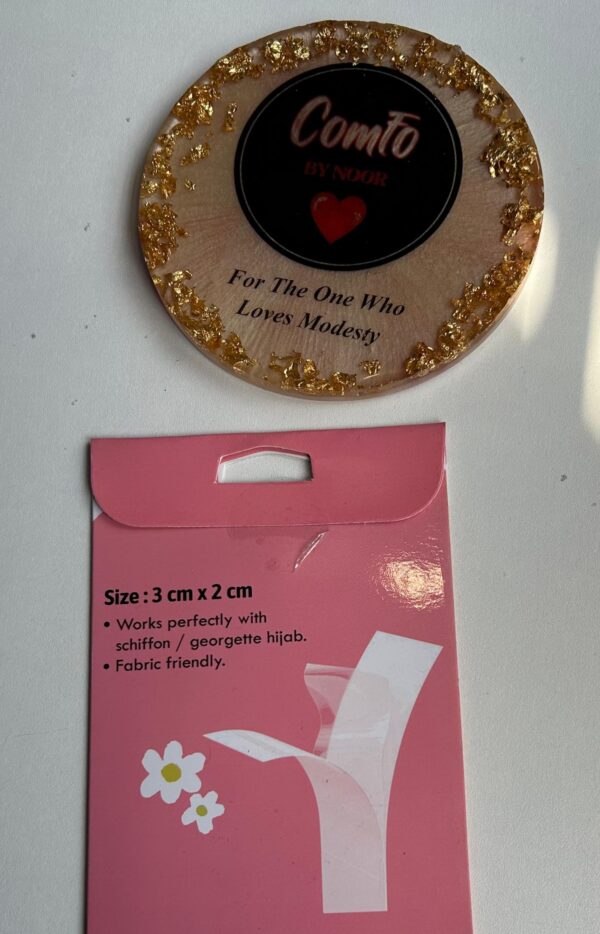 ComFo
BY NOOR
For The One Who
Loves Modesty
Size : 3 cm x 2 cm
• Works perfectly with
schiffon / georgette hijab.
• Fabric friendly.